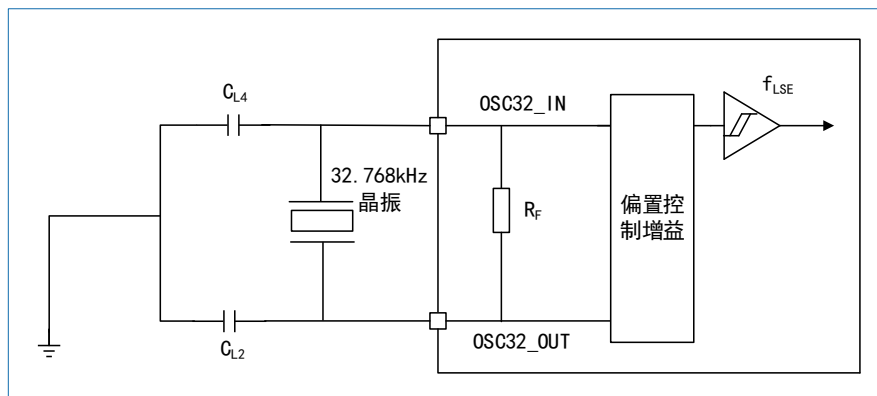 C_L4
OSC32_IN
f_LSE
32.768kHz
晶振
R_F
偏置控
制增益
C_L2
OSC32_OUT